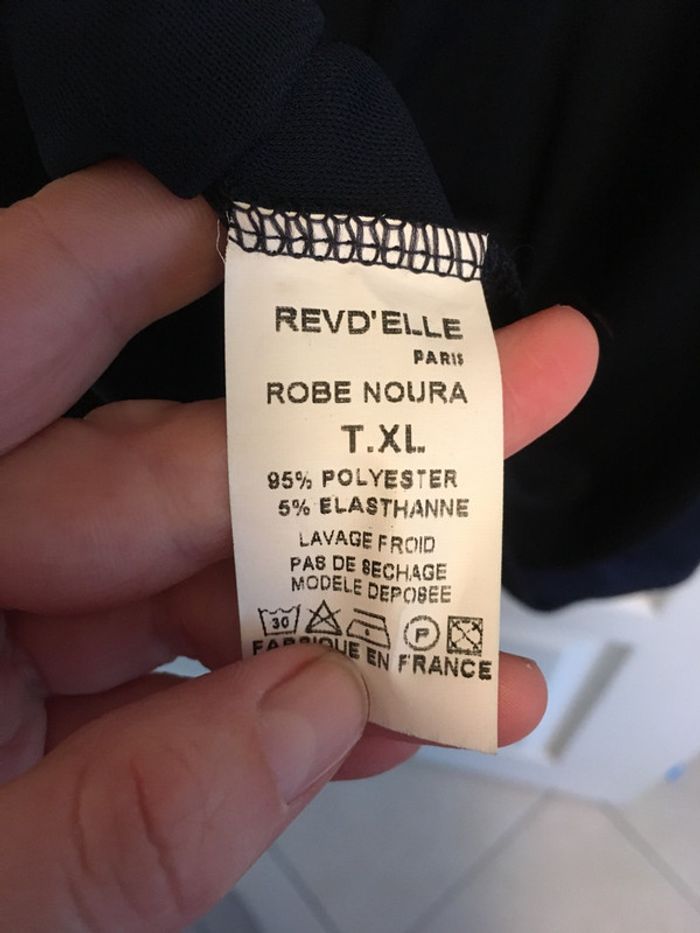 REVD'ELLE
PARIS
ROBE NOURA
T.XL
95% POLYESTER
5% ELASTHANNE
LAVAGE FROID
PAS DE SECHAGE
MODELE DEPOSEE
30 P
FABRIQUE EN FRANCE